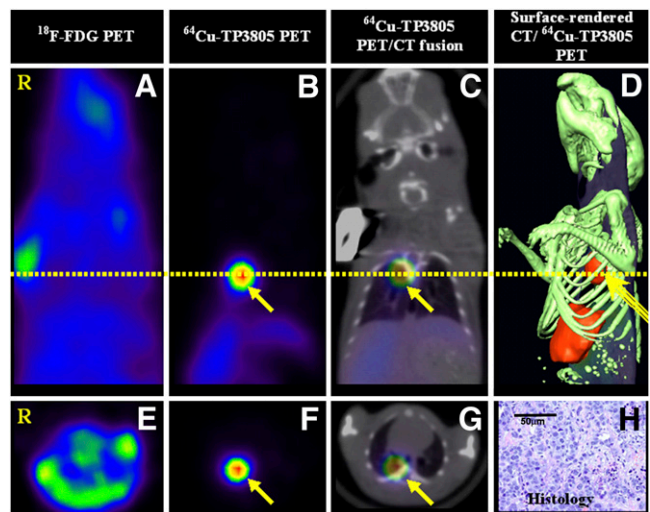 18F-FDG PET
64Cu-TP3805 PET
64Cu-TP3805
PET/CT fusion
Surface-rendered
CT/ 64Cu-TP3805
PET
R
A
B
C
D
R
E
F
G
H
50µm
Histology